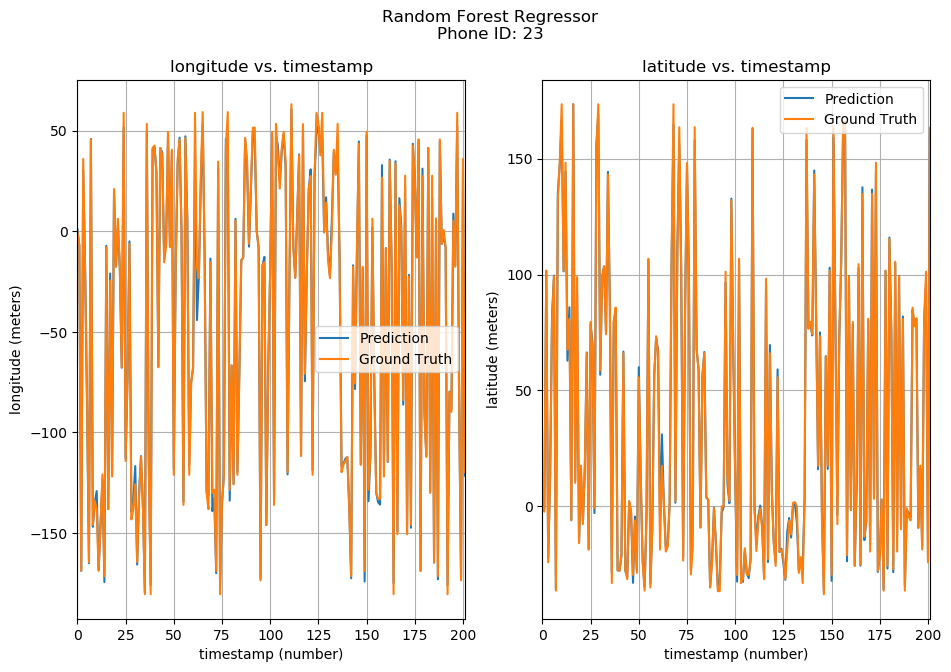 Random Forest Regressor
Phone ID: 23
longitude vs. timestamp
longitude (meters)
50
0
−50
−100
−150
Prediction
Ground Truth
0 25 50 75 100 125 150 175 200
timestamp (number)
latitude vs. timestamp
latitude (meters)
150
100
50
0
Prediction
Ground Truth
0 25 50 75 100 125 150 175 200
timestamp (number)